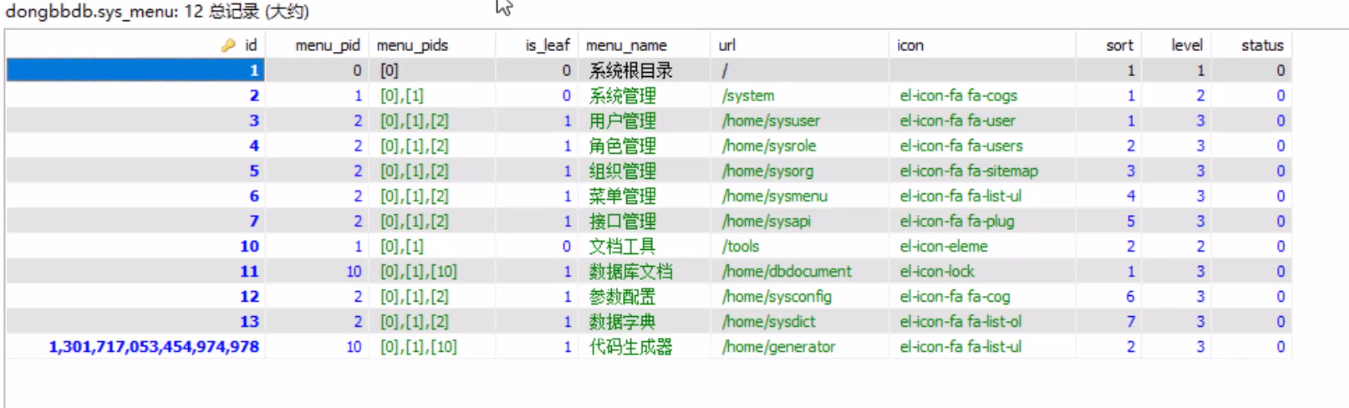 dongbbdb.sys_menu: 12 总记录 (大约)
id menu_pid menu_pids is_leaf menu_name url icon sort level status
1 0 [0] 0 系统根目录 / 1 1 0
2 1 [0],[1] 0 系统管理 /system el-icon-fa fa-cogs 1 2 0
3 2 [0],[1],[2] 1 用户管理 /home/sysuser el-icon-fa fa-user 1 3 0
4 2 [0],[1],[2] 1 角色管理 /home/sysrole el-icon-fa fa-users 2 3 0
5 2 [0],[1],[2] 1 组织管理 /home/sysorg el-icon-fa fa-sitemap 3 3 0
6 2 [0],[1],[2] 1 菜单管理 /home/sysmenu el-icon-fa fa-list-ul 4 3 0
7 2 [0],[1],[2] 1 接口管理 /home/sysapi el-icon-fa fa-plug 5 3 0
10 1 [0],[1] 0 文档工具 /tools el-icon-eleme 2 2 0
11 10 [0],[1],[10] 1 数据库文档 /home/dbdocument el-icon-lock 1 3 0
12 2 [0],[1],[2] 1 参数配置 /home/sysconfig el-icon-fa fa-cog 6 3 0
13 2 [0],[1],[2] 1 数据字典 /home/sysdict el-icon-fa fa-list-ol 7 3 0
1,301,717,053,454,974,978 10 [0],[1],[10] 1 代码生成器 /home/generator el-icon-fa fa-list-ul 2 3 0